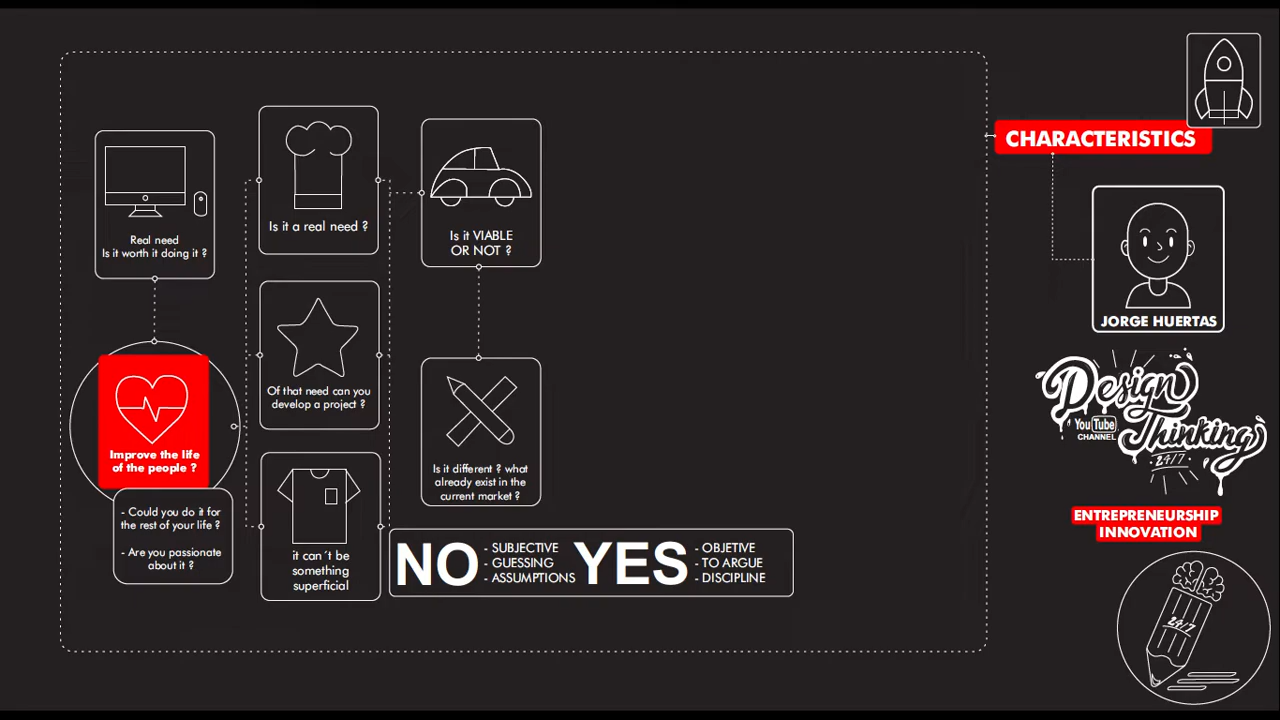 CHARACTERISTICS
Real need
Is it worth it doing it ?
Is it a real need ?
Is it VIABLE
OR NOT ?
JORGE HUERTAS
Improve the life
of the people ?
Of that need can you
develop a project ?
Is it different ? what
already exist in the
current market ?
- Could you do it for
the rest of your life ?
- Are you passionate
about it ?
it can´t be
something
superficial
NO
- SUBJECTIVE
- GUESSING
- ASSUMPTIONS
YES
- OBJETIVE
- TO ARGUE
- DISCIPLINE
Design
YouTube
CHANNEL
Thinking
24/7
ENTREPRENEURSHIP
INNOVATION
24/7